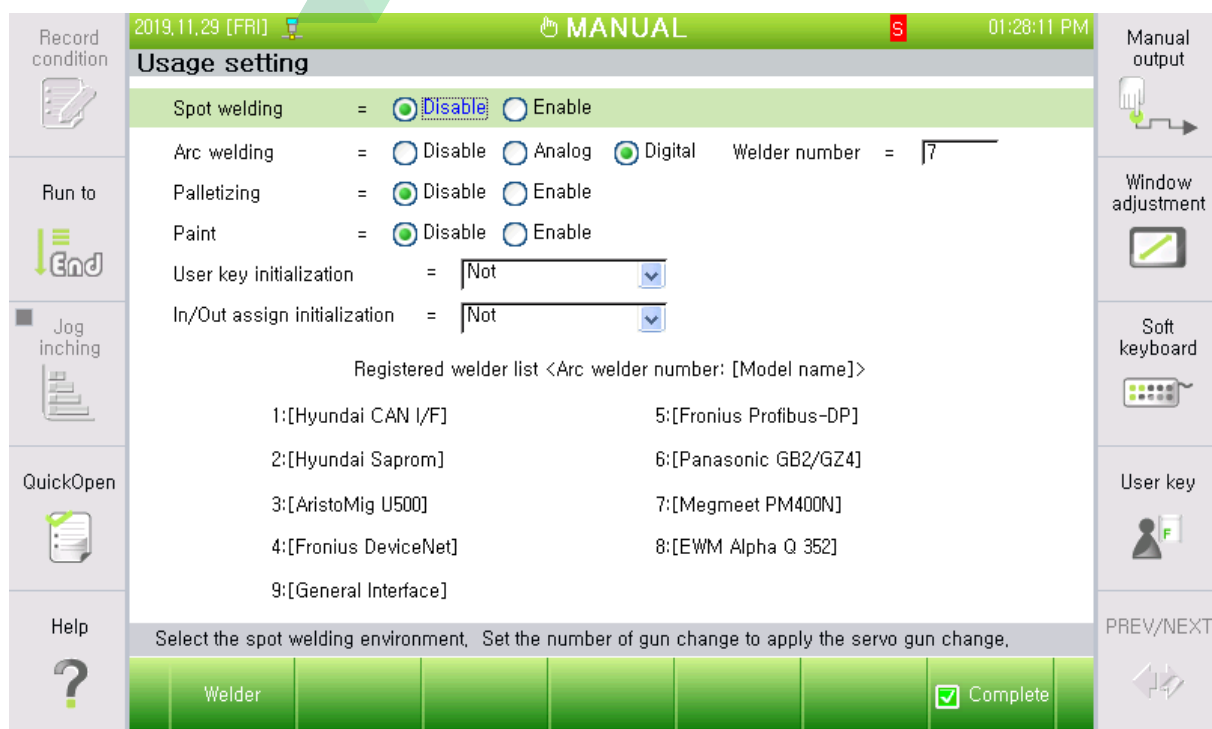 Record condition
2019,11,29 [FRI]
MANUAL
S
01:28:11 PM
Manual output
Usage setting
Spot welding = Disable Enable
Arc welding = Disable Analog Digital Welder number = 7
Run to
End
Palletizing = Disable Enable
Window adjustment
Paint = Disable Enable
User key initialization = Not
In/Out assign initialization = Not
Jog inching
Soft keyboard
Registered welder list <Arc welder number: [Model name]>
1:[Hyundai CAN I/F] 5:[Fronius Profibus-DP]
2:[Hyundai Saprom] 6:[Panasonic GB2/GZ4]
QuickOpen
User key
F
3:[AristoMig U500] 7:[Megmeet PM400N]
4:[Fronius DeviceNet] 8:[EWM Alpha Q 352]
9:[General Interface]
Help
?
Select the spot welding environment, Set the number of gun change to apply the servo gun change,
PREV/NEXT
Welder
Complete